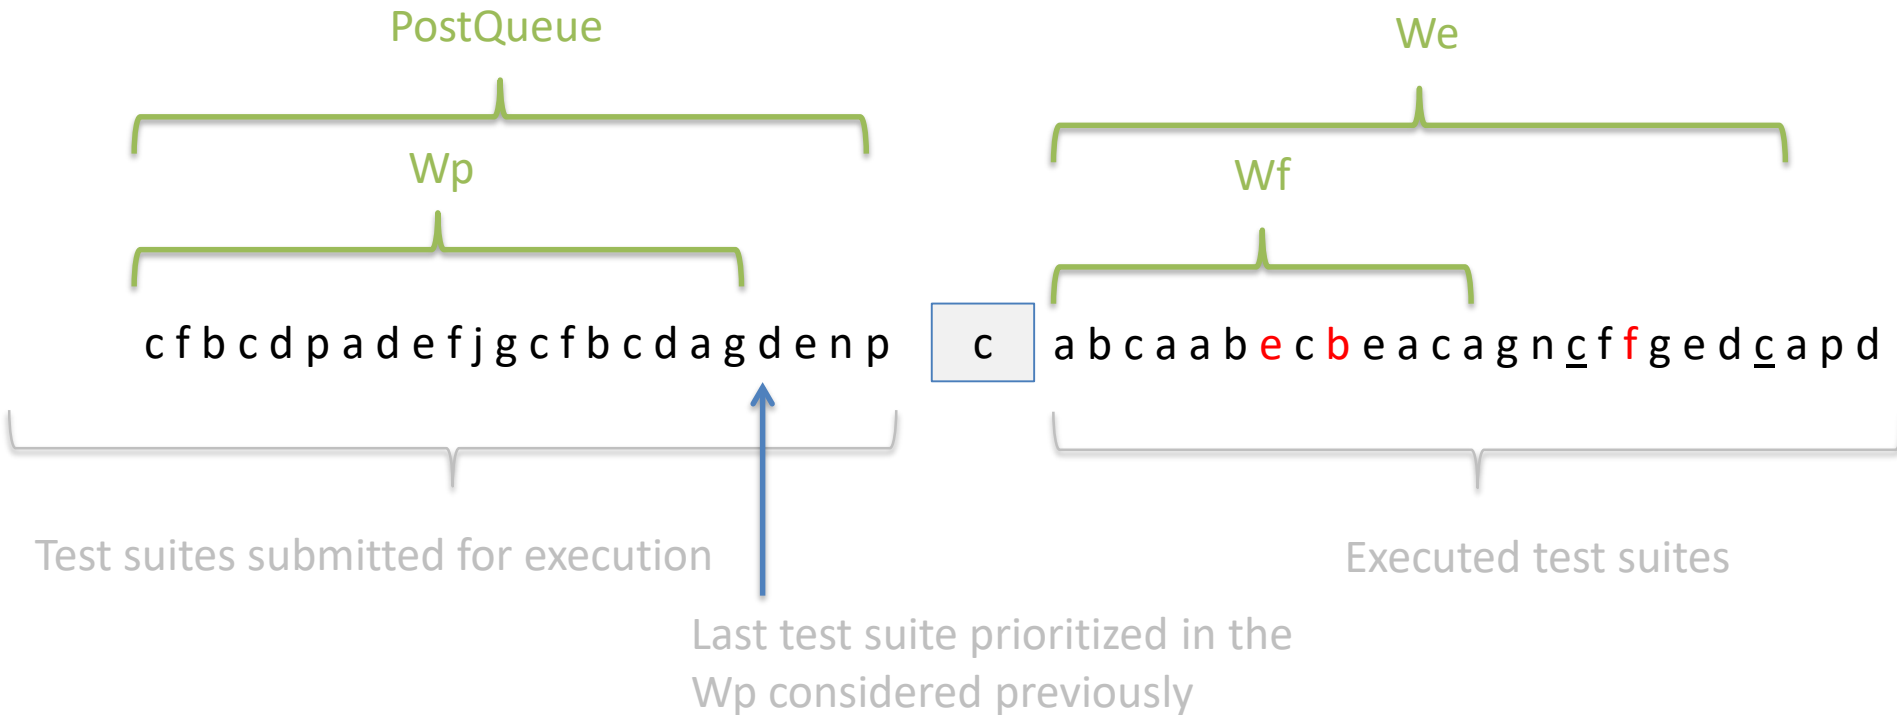 PostQueue
We
Wp
Wf
c f b c d p a d e f j g c f b c d a g d e n p
c
a b c a a b e c b e a c a g n c f f g e d c a p d
Test suites submitted for execution
Executed test suites
Last test suite prioritized in the
Wp considered previously